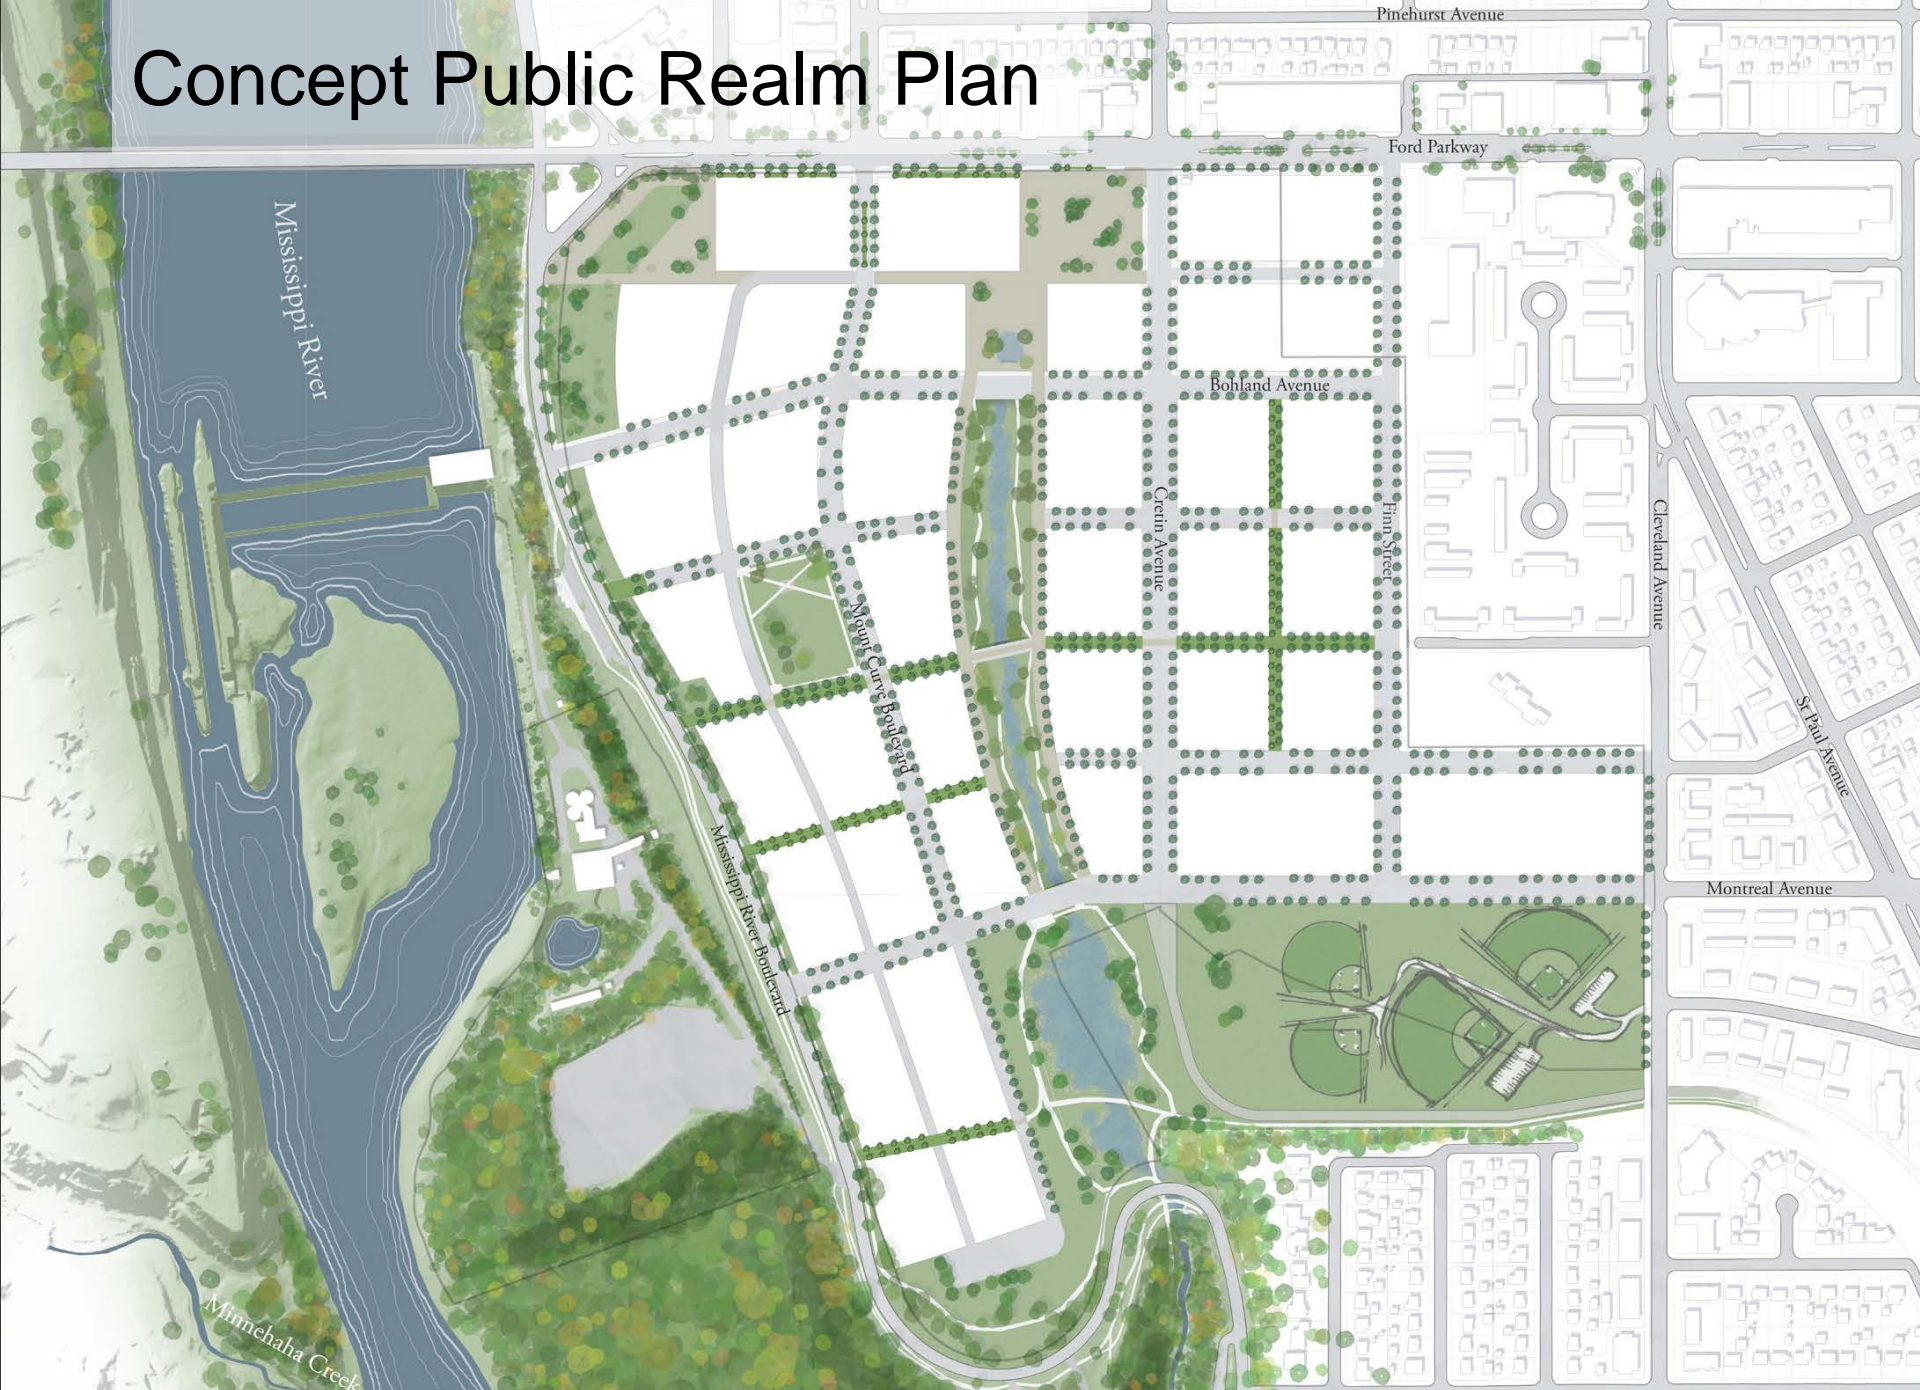 Concept Public Realm Plan
Pinehurst Avenue
Ford Parkway
Mississippi River
Bohland Avenue
Cretin Avenue
Finn Street
Cleveland Avenue
Mount Curve Boulevard
St Paul Avenue
Mississippi River Boulevard
Montreal Avenue
Minnehaha Creek